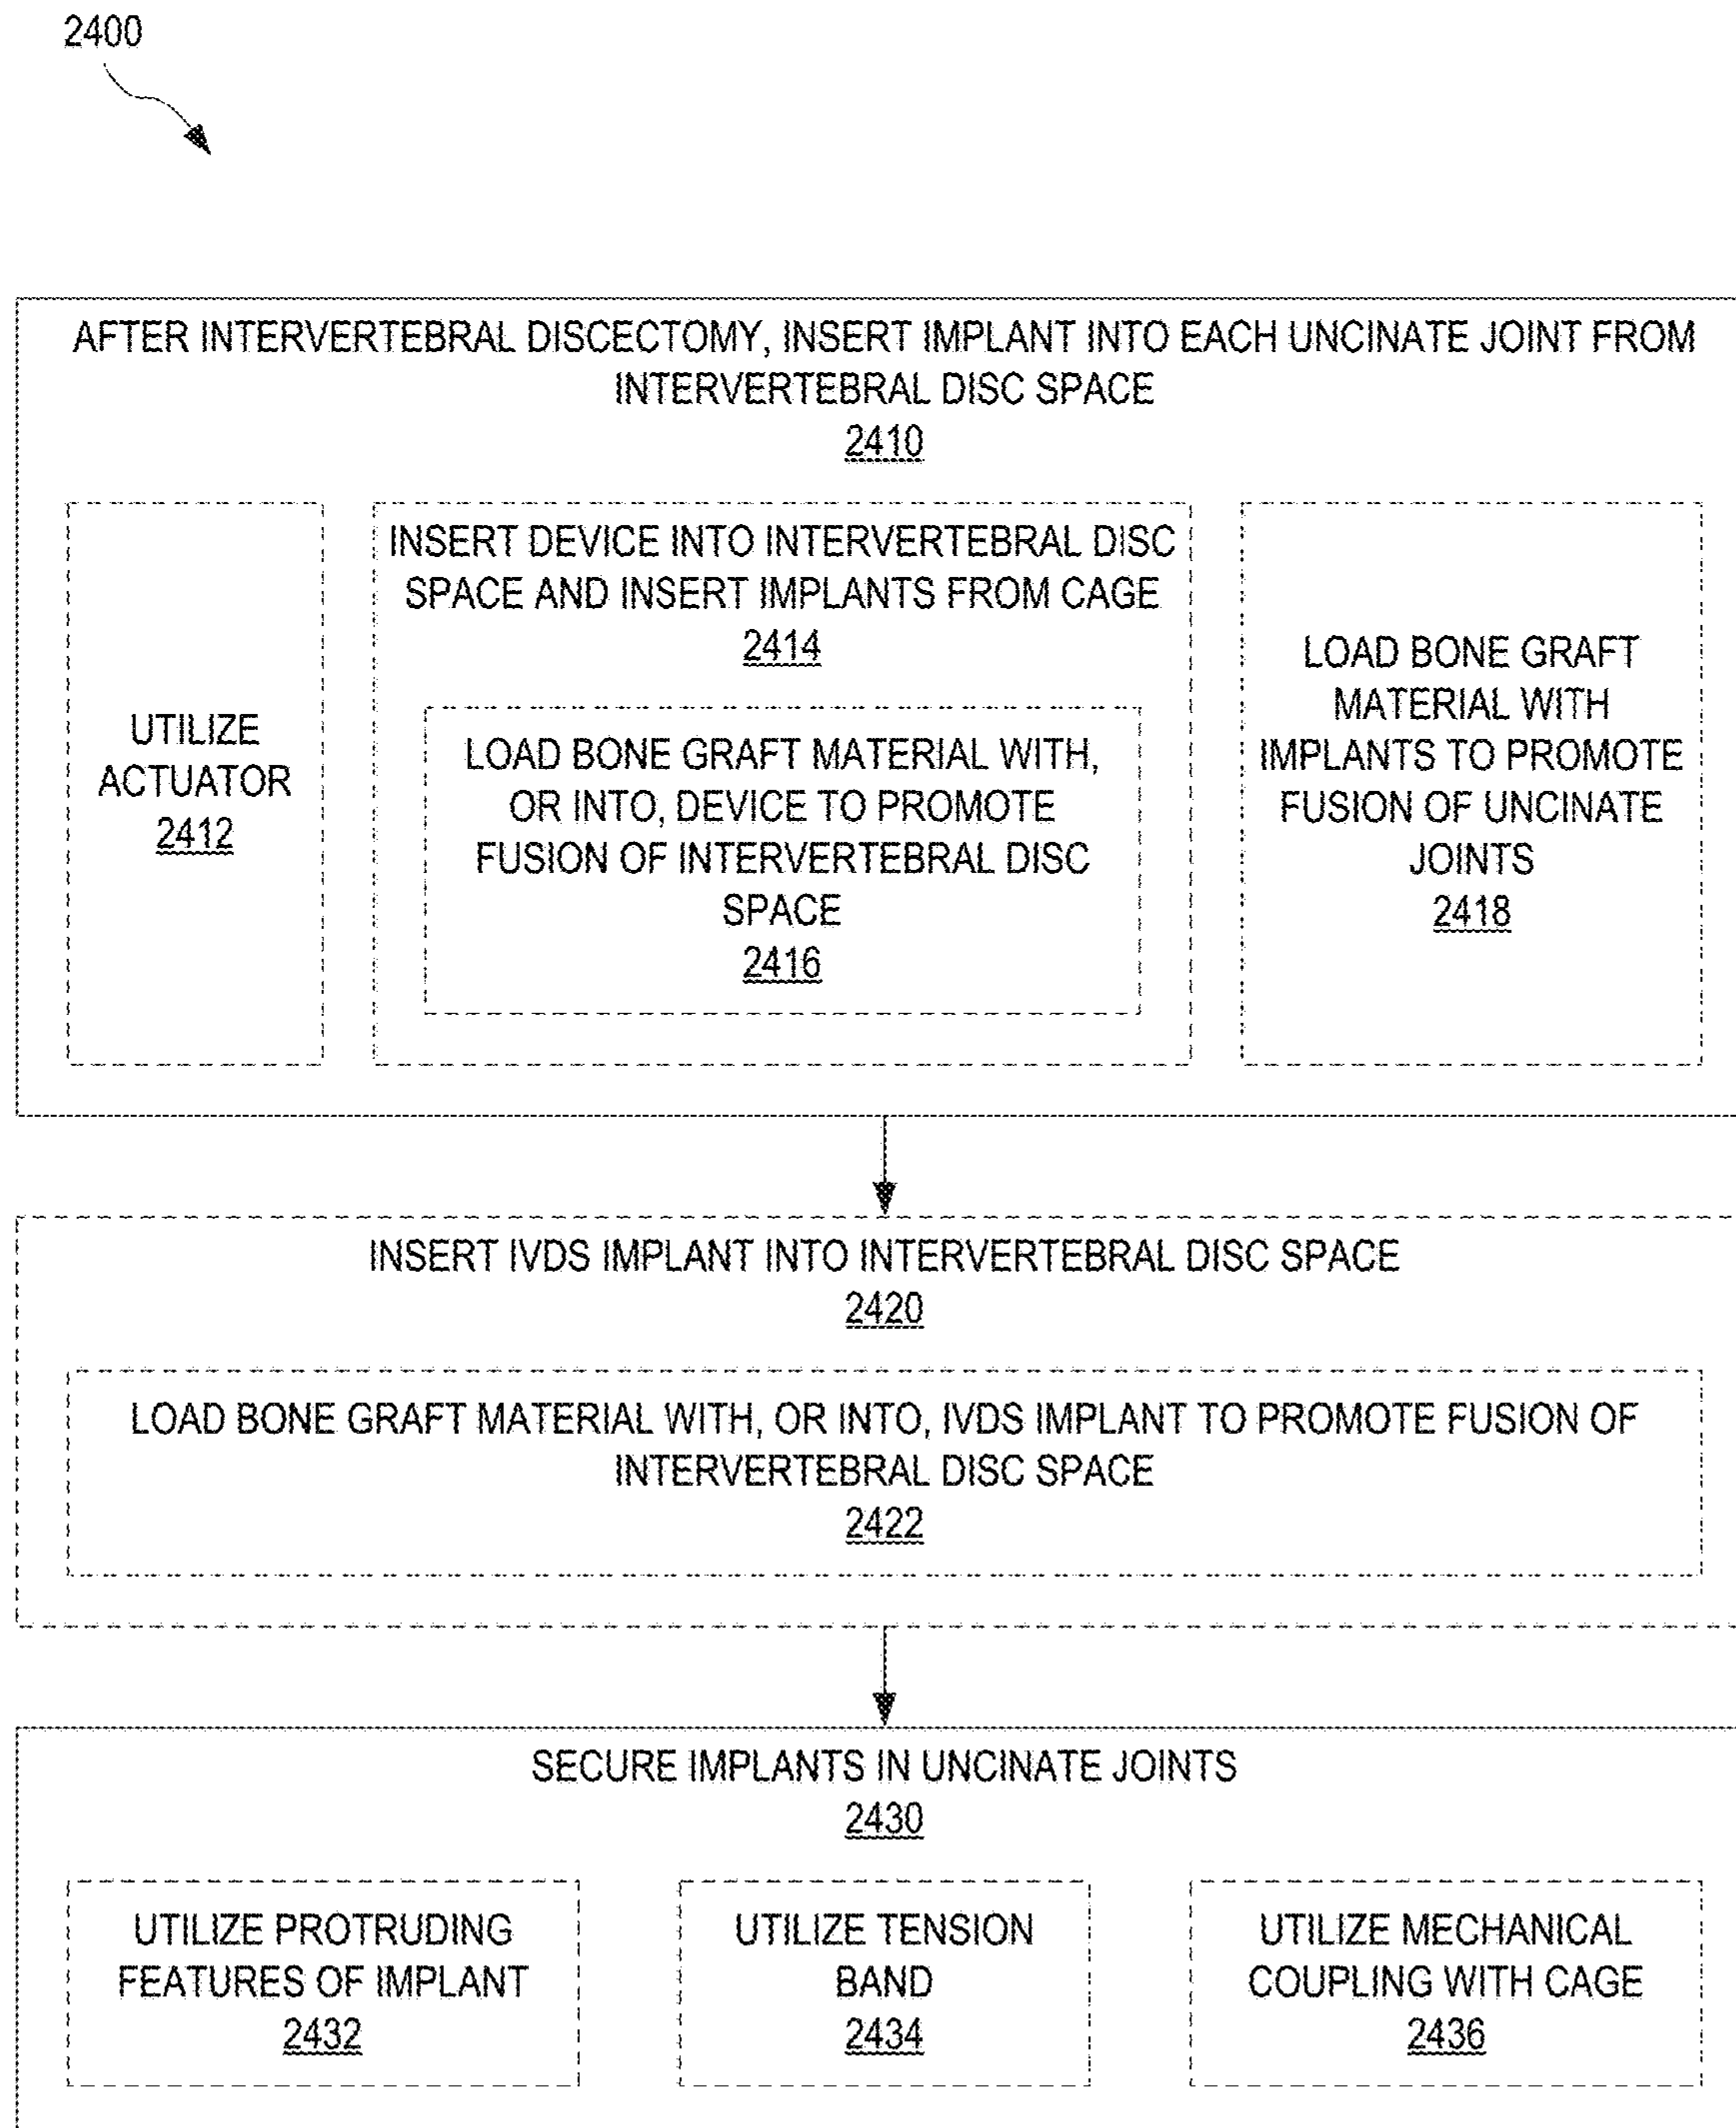 2400
AFTER INTERVERTEBRAL DISCECTOMY, INSERT IMPLANT INTO EACH UNCINATE JOINT FROM
INTERVERTEBRAL DISC SPACE
2410
UTILIZE
ACTUATOR
2412
INSERT DEVICE INTO INTERVERTEBRAL DISC
SPACE AND INSERT IMPLANTS FROM CAGE
2414
LOAD BONE GRAFT MATERIAL WITH,
OR INTO, DEVICE TO PROMOTE
FUSION OF INTERVERTEBRAL DISC
SPACE
2416
LOAD BONE GRAFT
MATERIAL WITH
IMPLANTS TO PROMOTE
FUSION OF UNCINATE
JOINTS
2418
INSERT IVDS IMPLANT INTO INTERVERTEBRAL DISC SPACE
2420
LOAD BONE GRAFT MATERIAL WITH, OR INTO, IVDS IMPLANT TO PROMOTE FUSION OF
INTERVERTEBRAL DISC SPACE
2422
SECURE IMPLANTS IN UNCINATE JOINTS
2430
UTILIZE PROTRUDING
FEATURES OF IMPLANT
2432
UTILIZE TENSION
BAND
2434
UTILIZE MECHANICAL
COUPLING WITH CAGE
2436